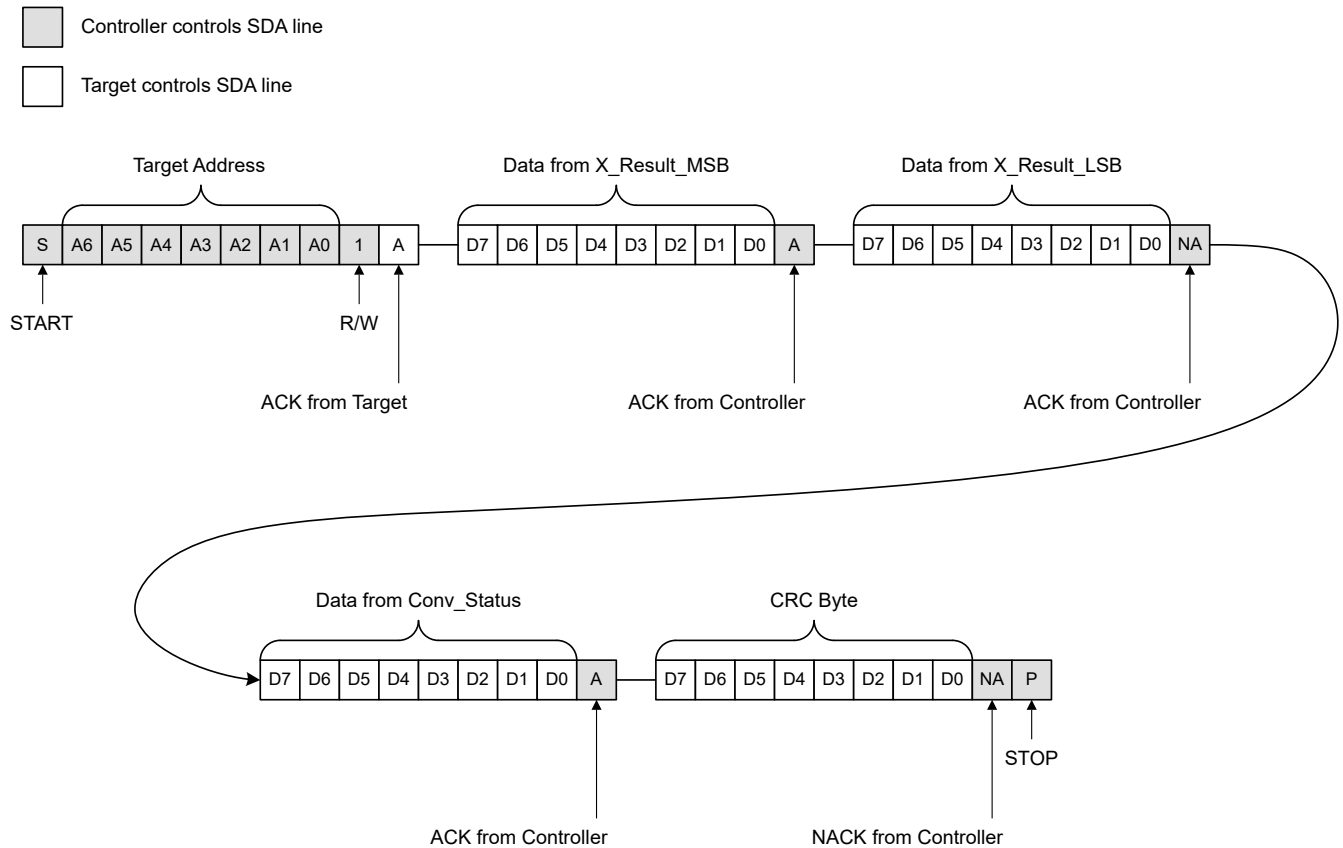 Controller controls SDA line
Target controls SDA line
Target Address Data from X_Result_MSB Data from X_Result_LSB
S A6 A5 A4 A3 A2 A1 A0 1 A D7 D6 D5 D4 D3 D2 D1 D0 A D7 D6 D5 D4 D3 D2 D1 D0 NA
START R/W
ACK from Target ACK from Controller ACK from Controller
Data from Conv_Status CRC Byte
D7 D6 D5 D4 D3 D2 D1 D0 A D7 D6 D5 D4 D3 D2 D1 D0 NA P
STOP
ACK from Controller NACK from Controller